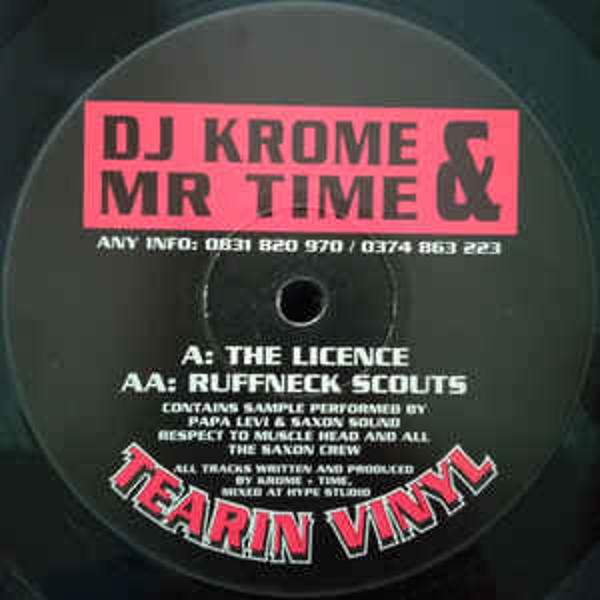 DJ KROME &
MR TIME
ANY INFO: 0831 820 970 / 0374 863 223
A: THE LICENCE
AA: RUFFNECK SCOUTS
CONTAINS SAMPLE PERFORMED BY
PAPA LEVI & SAXON SOUND
RESPECT TO MUSCLE HEAD AND ALL
THE SAXON CREW
ALL TRACKS WRITTEN AND PRODUCED
BY KROME + TIME,
MIXED AT HYPE STUDIO
TEARIN VINYL